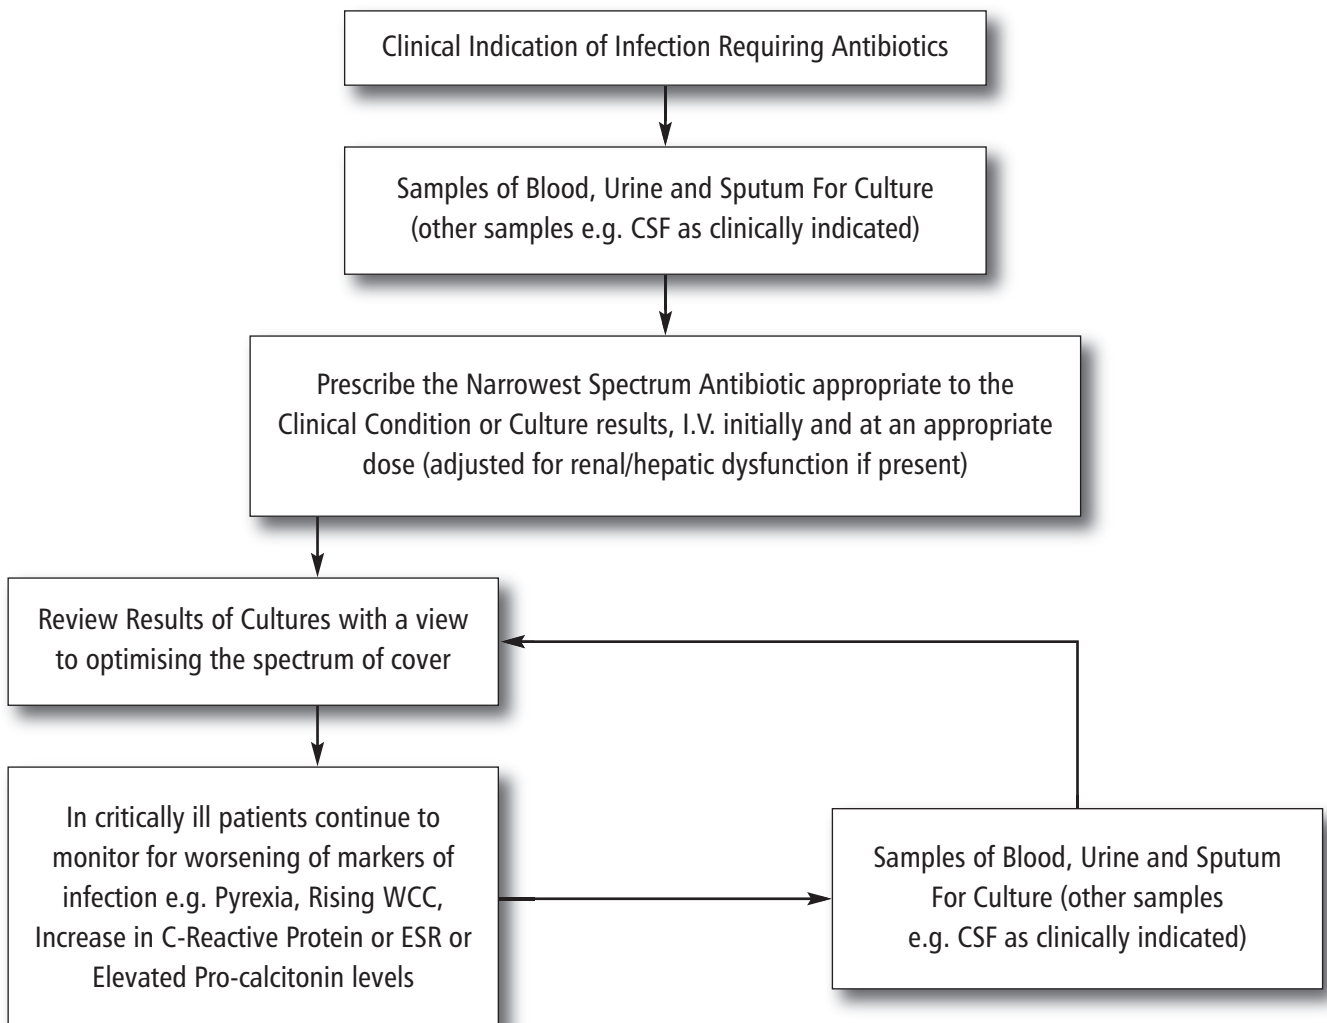 Clinical Indication of Infection Requiring Antibiotics
Samples of Blood, Urine and Sputum For Culture
(other samples e.g. CSF as clinically indicated)
Prescribe the Narrowest Spectrum Antibiotic appropriate to the
Clinical Condition or Culture results, I.V. initially and at an appropriate
dose (adjusted for renal/hepatic dysfunction if present)
Review Results of Cultures with a view
to optimising the spectrum of cover
In critically ill patients continue to
monitor for worsening of markers of
infection e.g. Pyrexia, Rising WCC,
Increase in C-Reactive Protein or ESR or
Elevated Pro-calcitonin levels
Samples of Blood, Urine and Sputum
For Culture (other samples
e.g. CSF as clinically indicated)